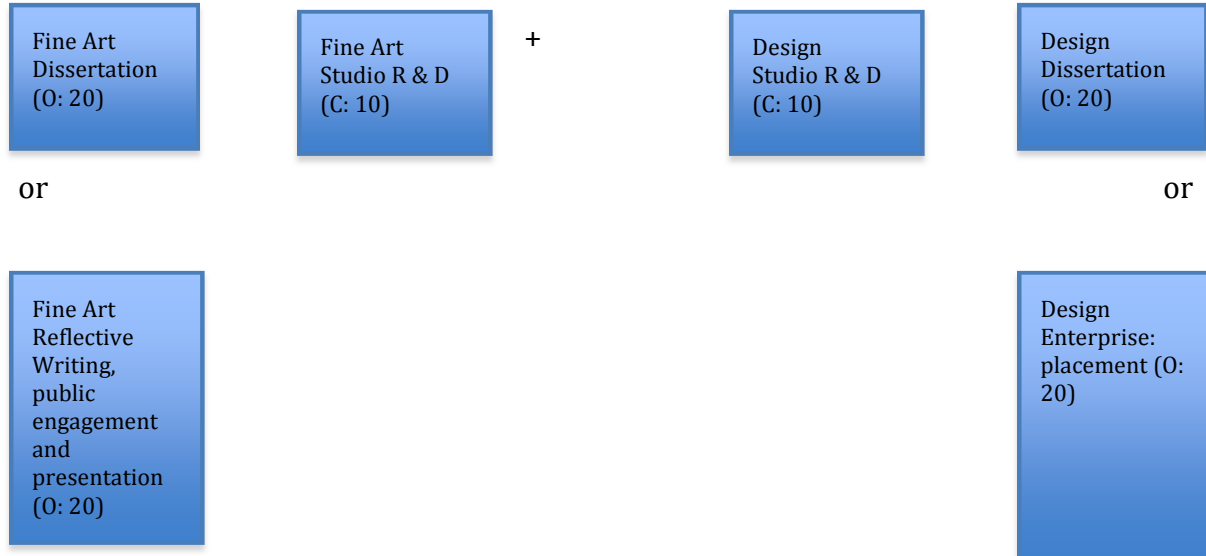 Fine Art
Dissertation
(O: 20)
Fine Art
Studio R & D
(C: 10)
+
Design
Studio R & D
(C: 10)
Design
Dissertation
(O: 20)
or
or
Fine Art
Reflective
Writing,
public
engagement
and
presentation
(O: 20)
Design
Enterprise:
placement (O:
20)